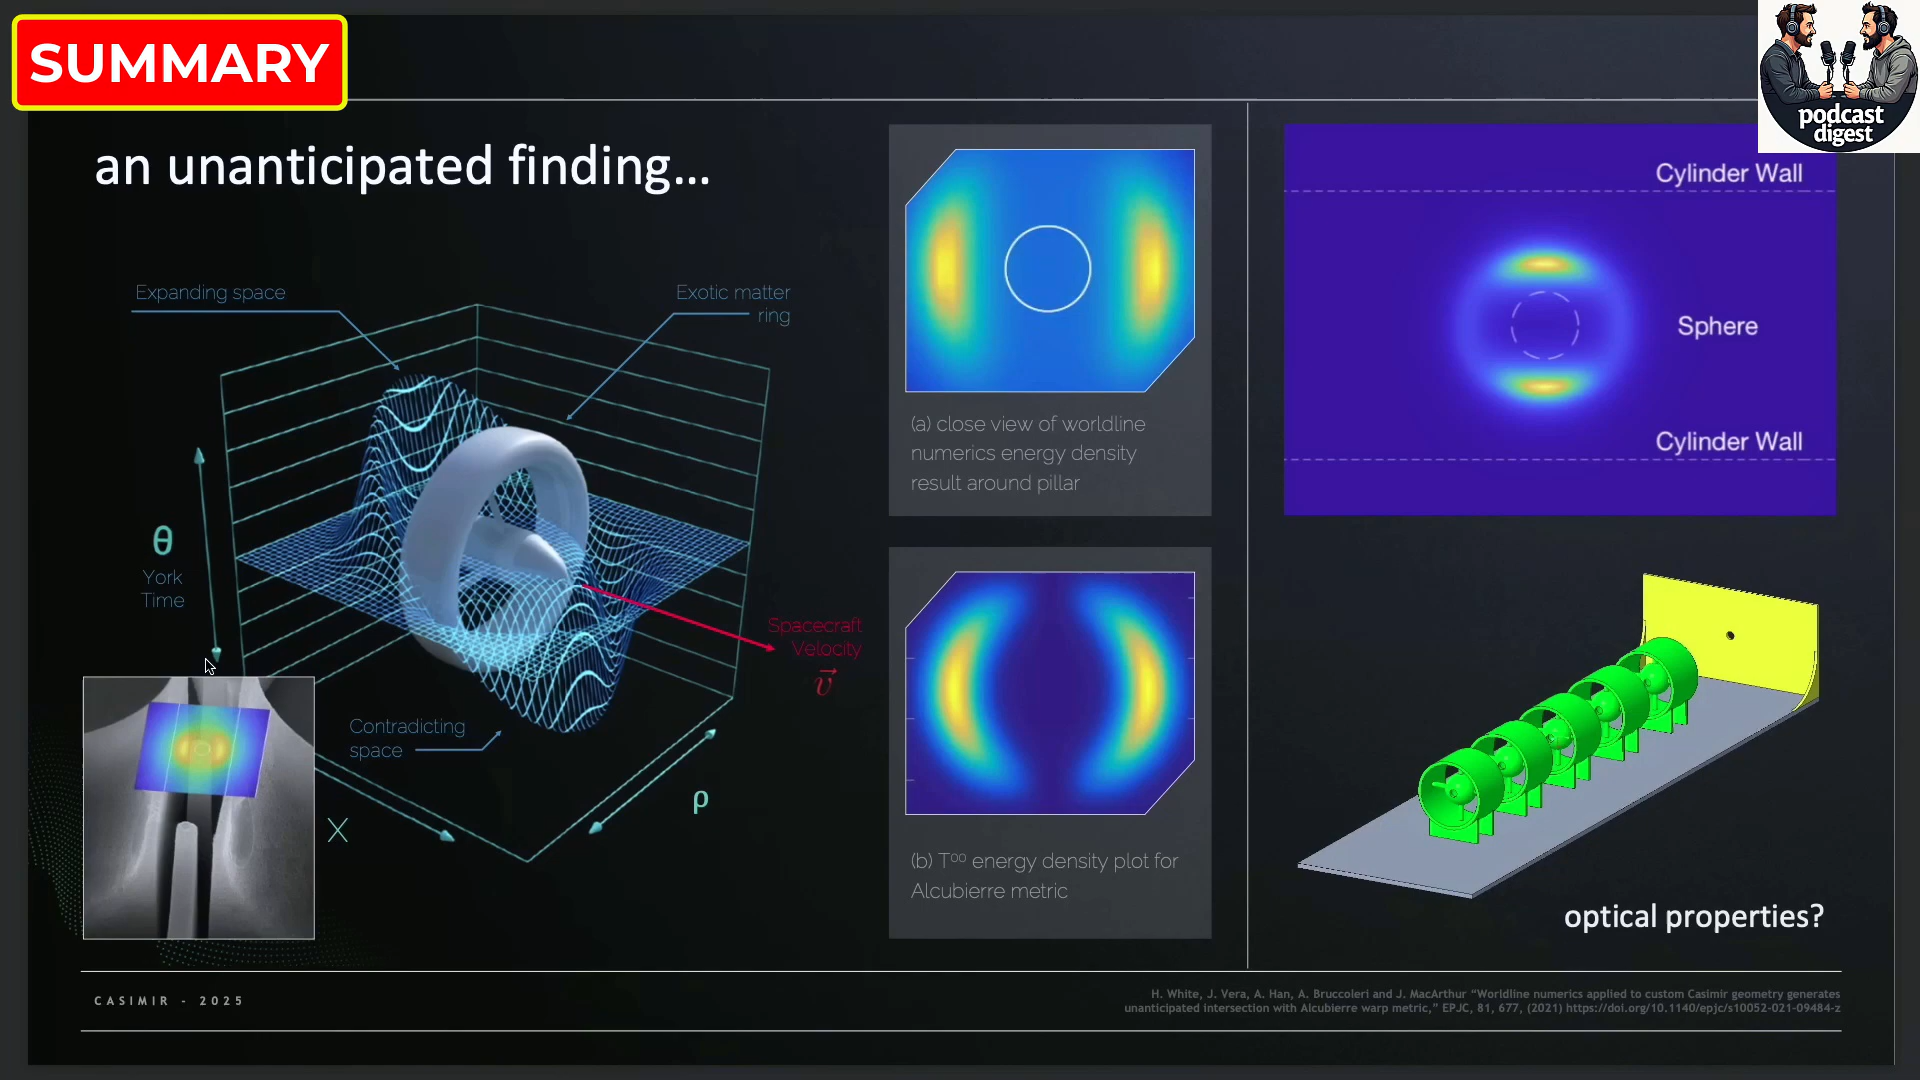 SUMMARY
podcast
digest
an unanticipated finding...
Expanding space
Exotic matter
ring
θ
York
Time
Spacecraft
Velocity
v⃗
Contradicting
space
X
ρ
(a) close view of worldline
numerics energy density
result around pillar
(b) T⁰⁰ energy density plot for
Alcubierre metric
Cylinder Wall
Sphere
Cylinder Wall
optical properties?
CASIMIR - 2025
H. White, J. Vera, A. Han, A. Bruccoleri and J. MacArthur “Worldline numerics applied to custom Casimir geometry generates
unanticipated intersection with Alcubierre warp metric,” EPJC, 81, 677, (2021) https://doi.org/10.1140/epjc/s10052-021-09484-z